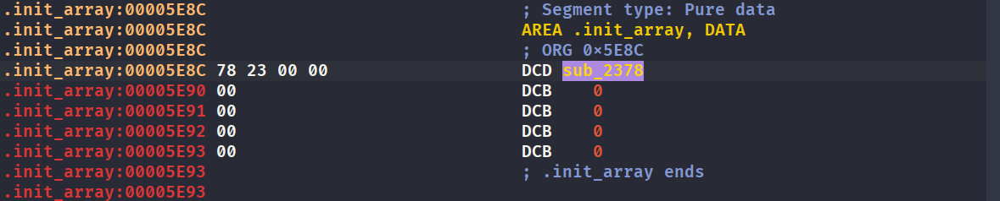 .init_array:00005E8C ; Segment type: Pure data
.init_array:00005E8C AREA .init_array, DATA
.init_array:00005E8C ; ORG 0×5E8C
.init_array:00005E8C 78 23 00 00 DCD sub_2378
.init_array:00005E90 00 DCB 0
.init_array:00005E91 00 DCB 0
.init_array:00005E92 00 DCB 0
.init_array:00005E93 00 DCB 0
.init_array:00005E93 ; .init_array ends
.init_array:00005E93